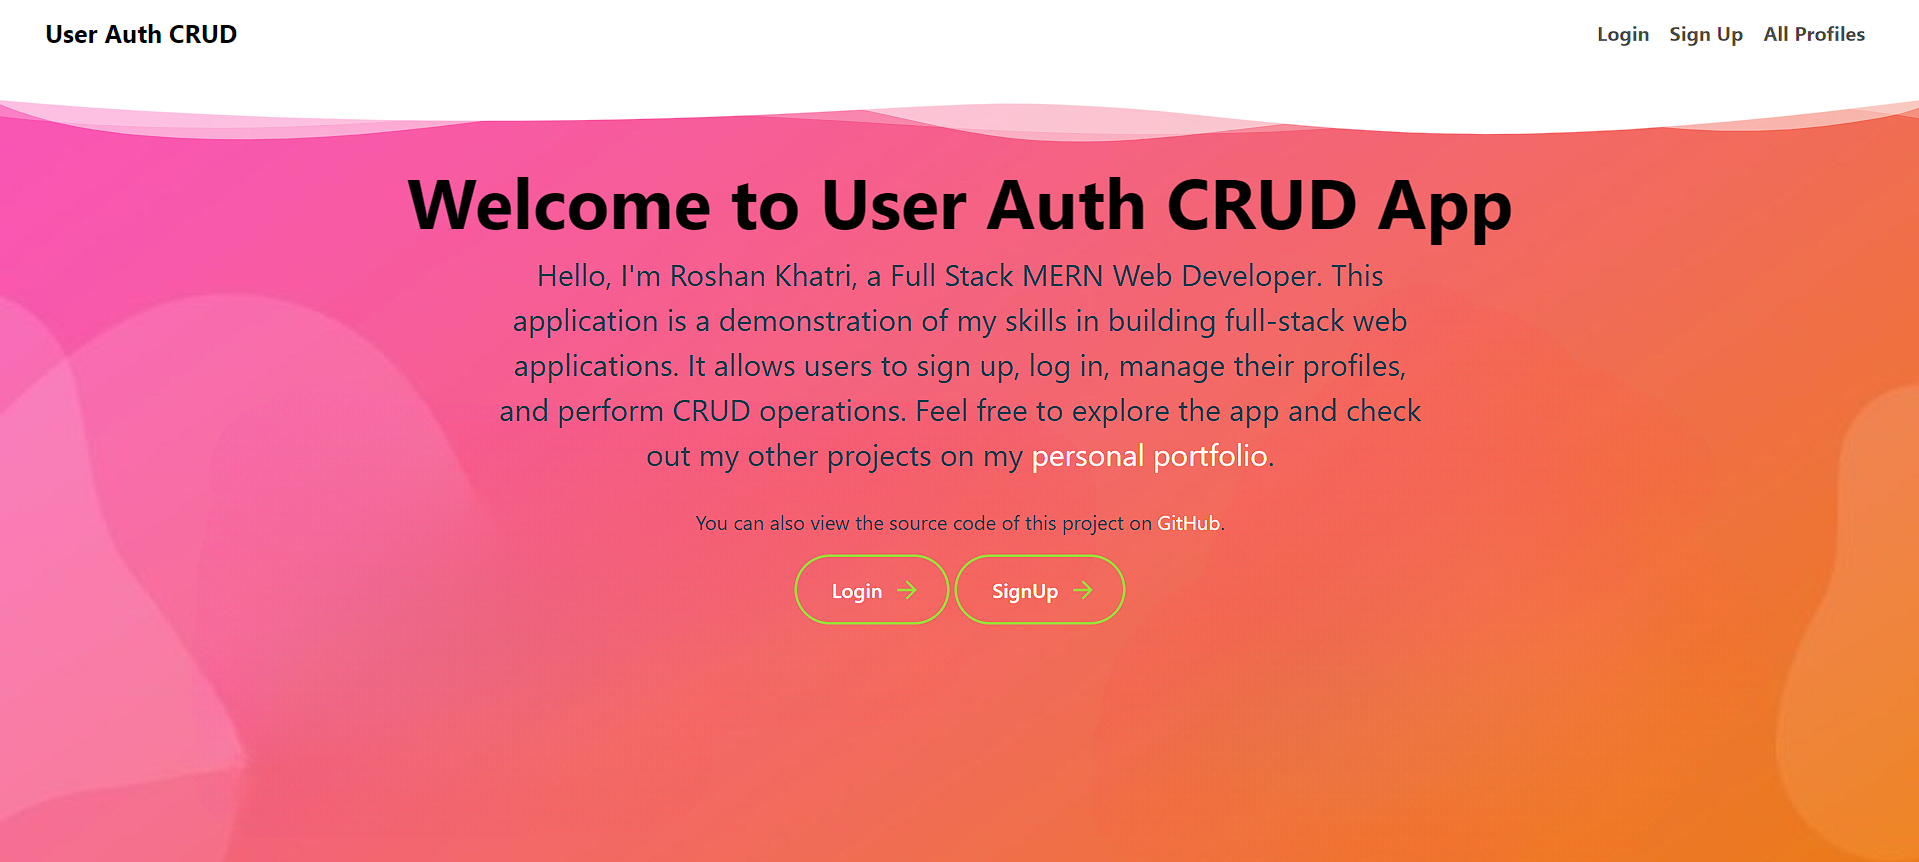 User Auth CRUD
Login Sign Up All Profiles
Welcome to User Auth CRUD App
Hello, I'm Roshan Khatri, a Full Stack MERN Web Developer. This
application is a demonstration of my skills in building full-stack web
applications. It allows users to sign up, log in, manage their profiles,
and perform CRUD operations. Feel free to explore the app and check
out my other projects on my personal portfolio.
You can also view the source code of this project on GitHub.
Login
SignUp